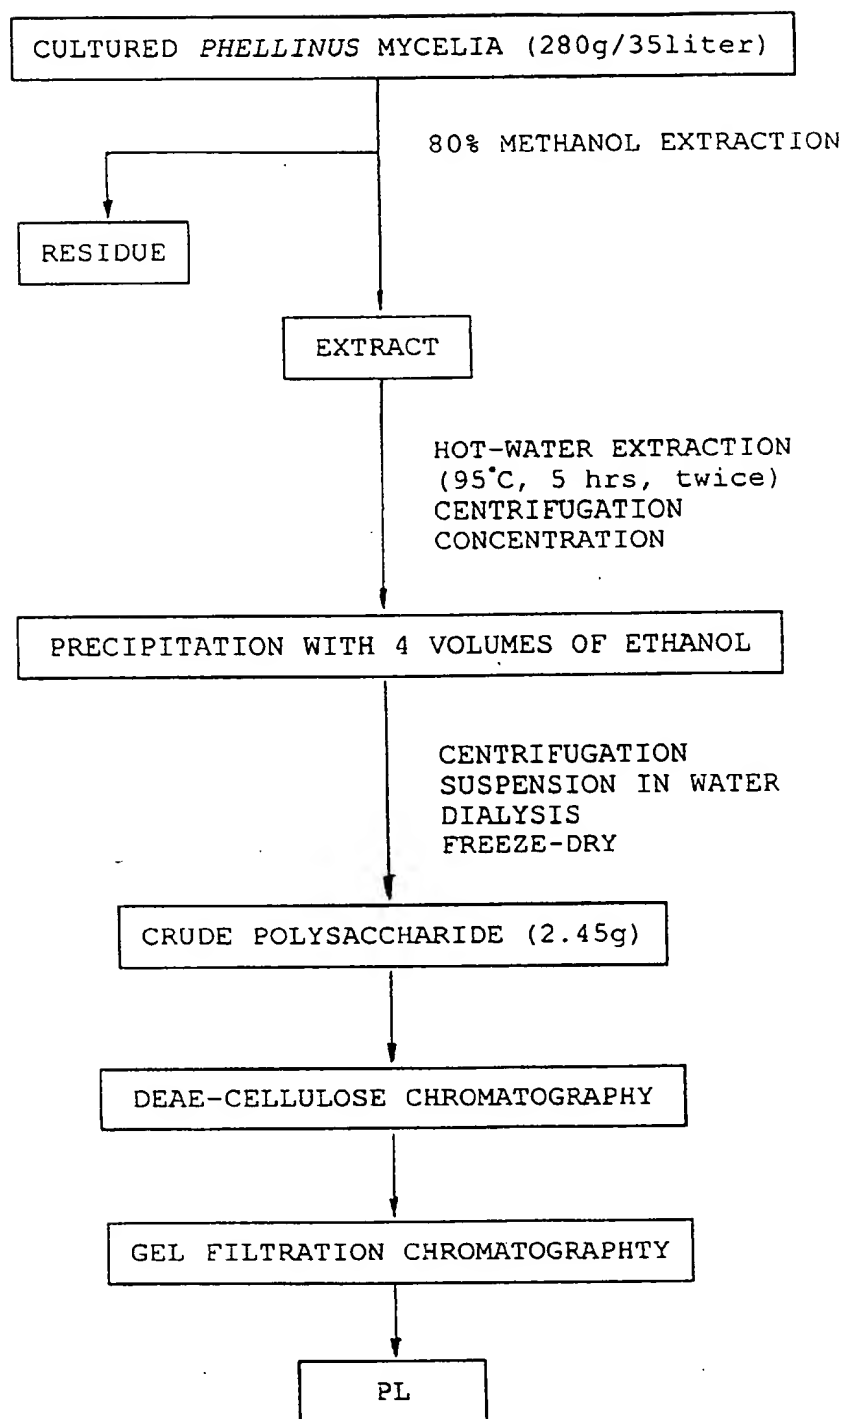 CULTURED PHELLINUS MYCELIA (280g/35liter)
80% METHANOL EXTRACTION
RESIDUE
EXTRACT
HOT-WATER EXTRACTION
(95°C, 5 hrs, twice)
CENTRIFUGATION
CONCENTRATION
PRECIPITATION WITH 4 VOLUMES OF ETHANOL
CENTRIFUGATION
SUSPENSION IN WATER
DIALYSIS
FREEZE-DRY
CRUDE POLYSACCHARIDE (2.45g)
DEAE-CELLULOSE CHROMATOGRAPHY
GEL FILTRATION CHROMATOGRAPHTY
PL